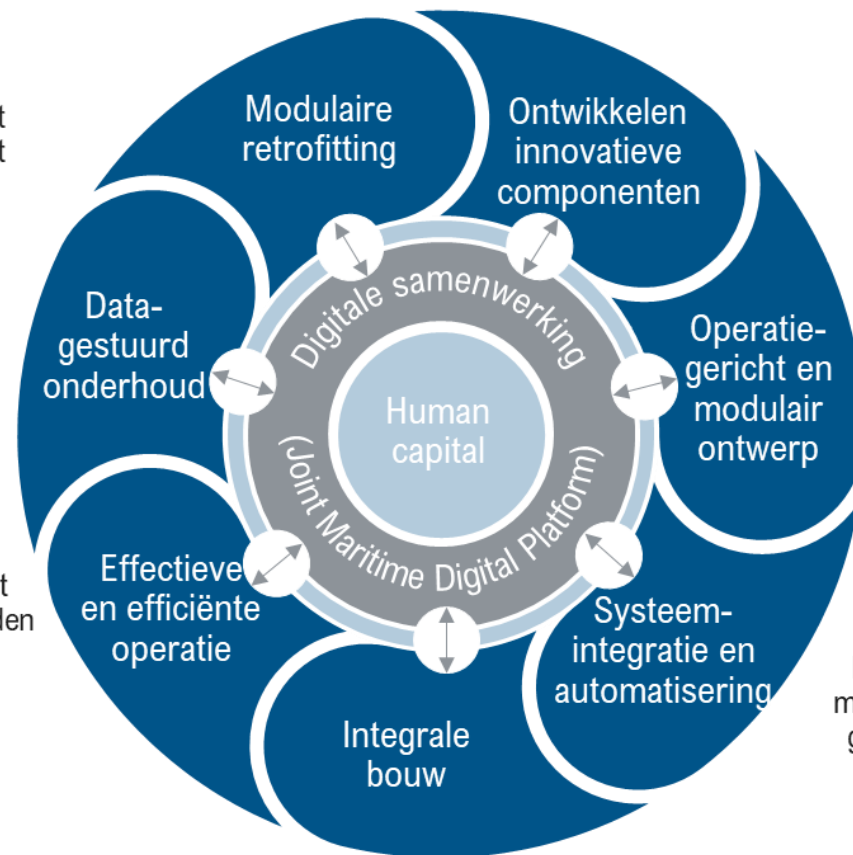 Modulaire
retrofitting
Ontwikkelen
innovatieve
componenten
Operatie-
gericht en
modulair
ontwerp
Systeem-
integratie en
automatisering
Integrale
bouw
Effectieve
en efficiënte
operatie
Data-
gestuurd
onderhoud
Digitale samenwerking
(Joint Maritime Digital Platform)
Human
capital